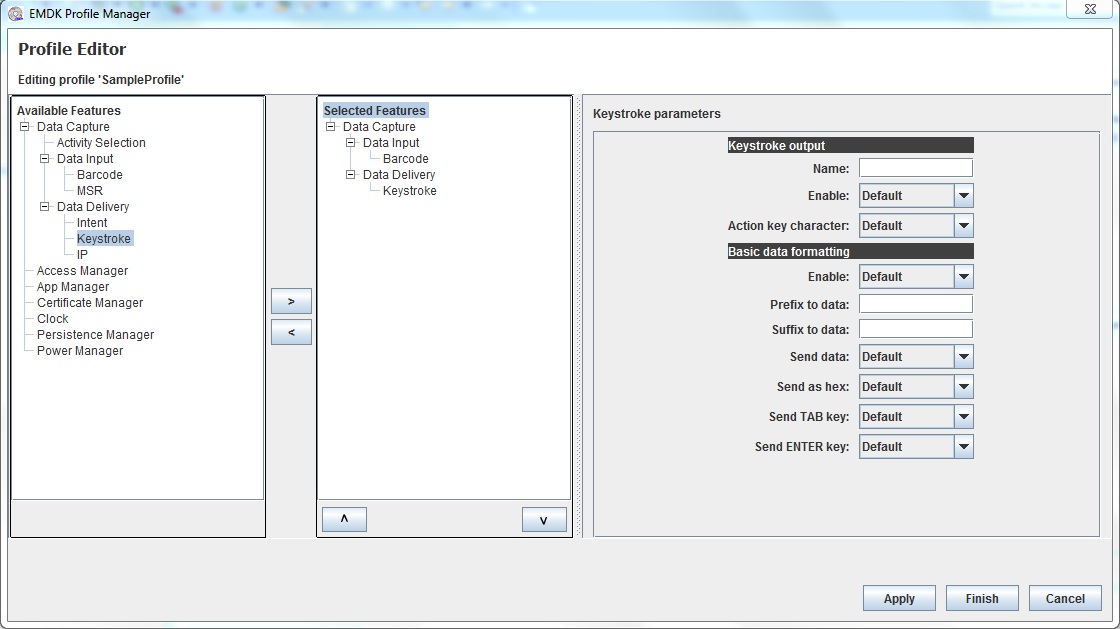 EMDK Profile Manager
Profile Editor
Editing profile 'SampleProfile'
Available Features
Data Capture
Activity Selection
Data Input
Barcode
MSR
Data Delivery
Intent
Keystroke
IP
Access Manager
App Manager
Certificate Manager
Clock
Persistence Manager
Power Manager
>
<
Selected Features
Data Capture
Data Input
Barcode
Data Delivery
Keystroke
^
v
Keystroke parameters
Keystroke output
Name:
Enable: Default
Action key character: Default
Basic data formatting
Enable: Default
Prefix to data:
Suffix to data:
Send data: Default
Send as hex: Default
Send TAB key: Default
Send ENTER key: Default
Apply Finish Cancel